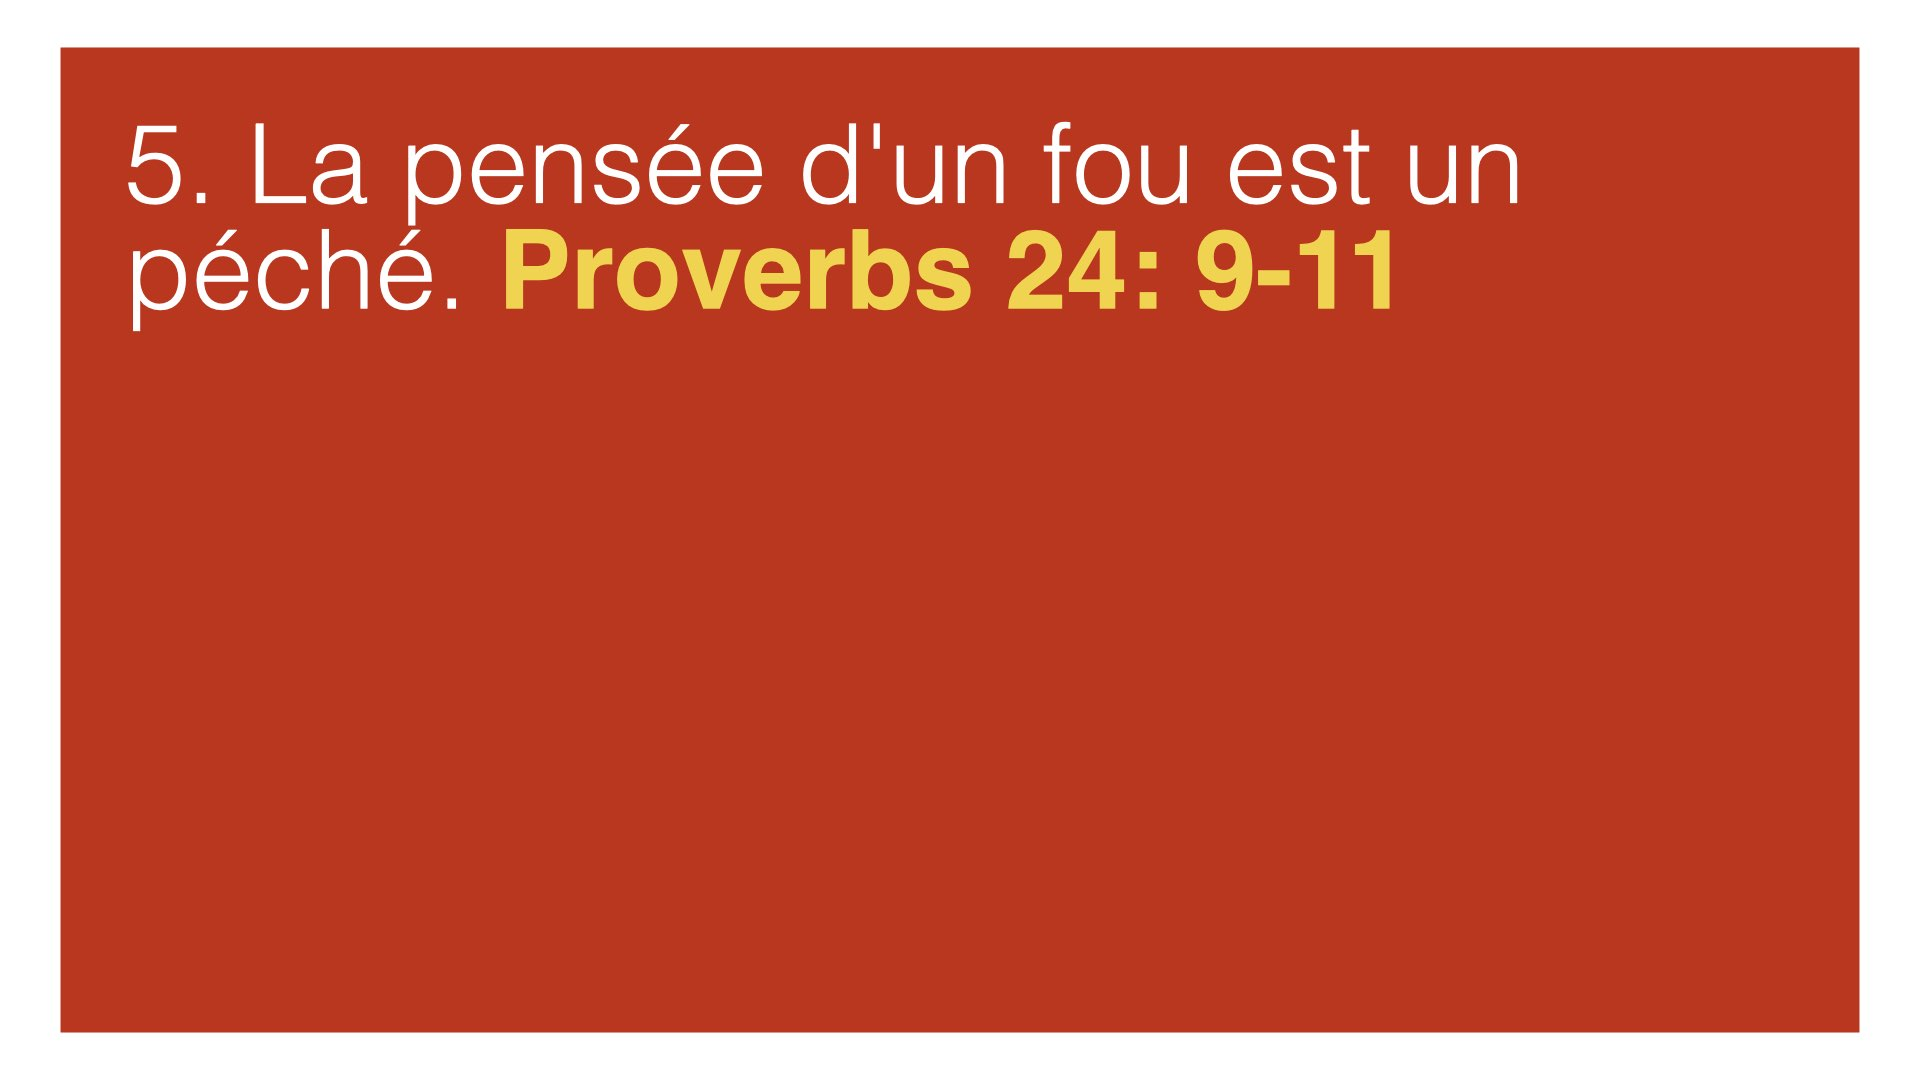 5. La pensée d'un fou est un
péché. Proverbs 24: 9-11